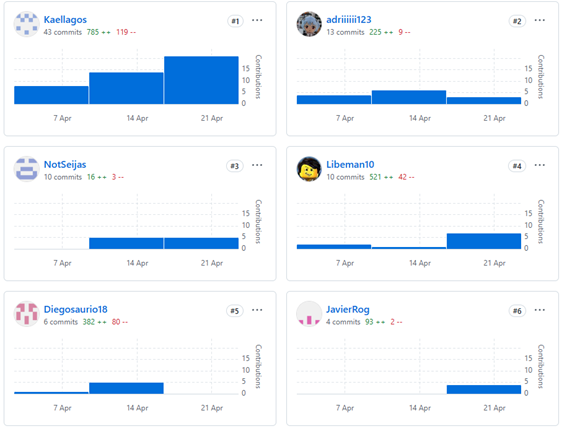 Kaellagos #1 ...
43 commits 785 ++ 119 --
15
10
5
0
Contributions
7 Apr 14 Apr 21 Apr
adriiiiii123 #2 ...
13 commits 225 ++ 9 --
15
10
5
0
Contributions
7 Apr 14 Apr 21 Apr
NotSeijas #3 ...
10 commits 16 ++ 3 --
15
10
5
0
Contributions
7 Apr 14 Apr 21 Apr
Libeman10 #4 ...
10 commits 521 ++ 42 --
15
10
5
0
Contributions
7 Apr 14 Apr 21 Apr
Diegosaurio18 #5 ...
6 commits 382 ++ 80 --
15
10
5
0
Contributions
7 Apr 14 Apr 21 Apr
JavierRog #6 ...
4 commits 93 ++ 2 --
15
10
5
0
Contributions
7 Apr 14 Apr 21 Apr